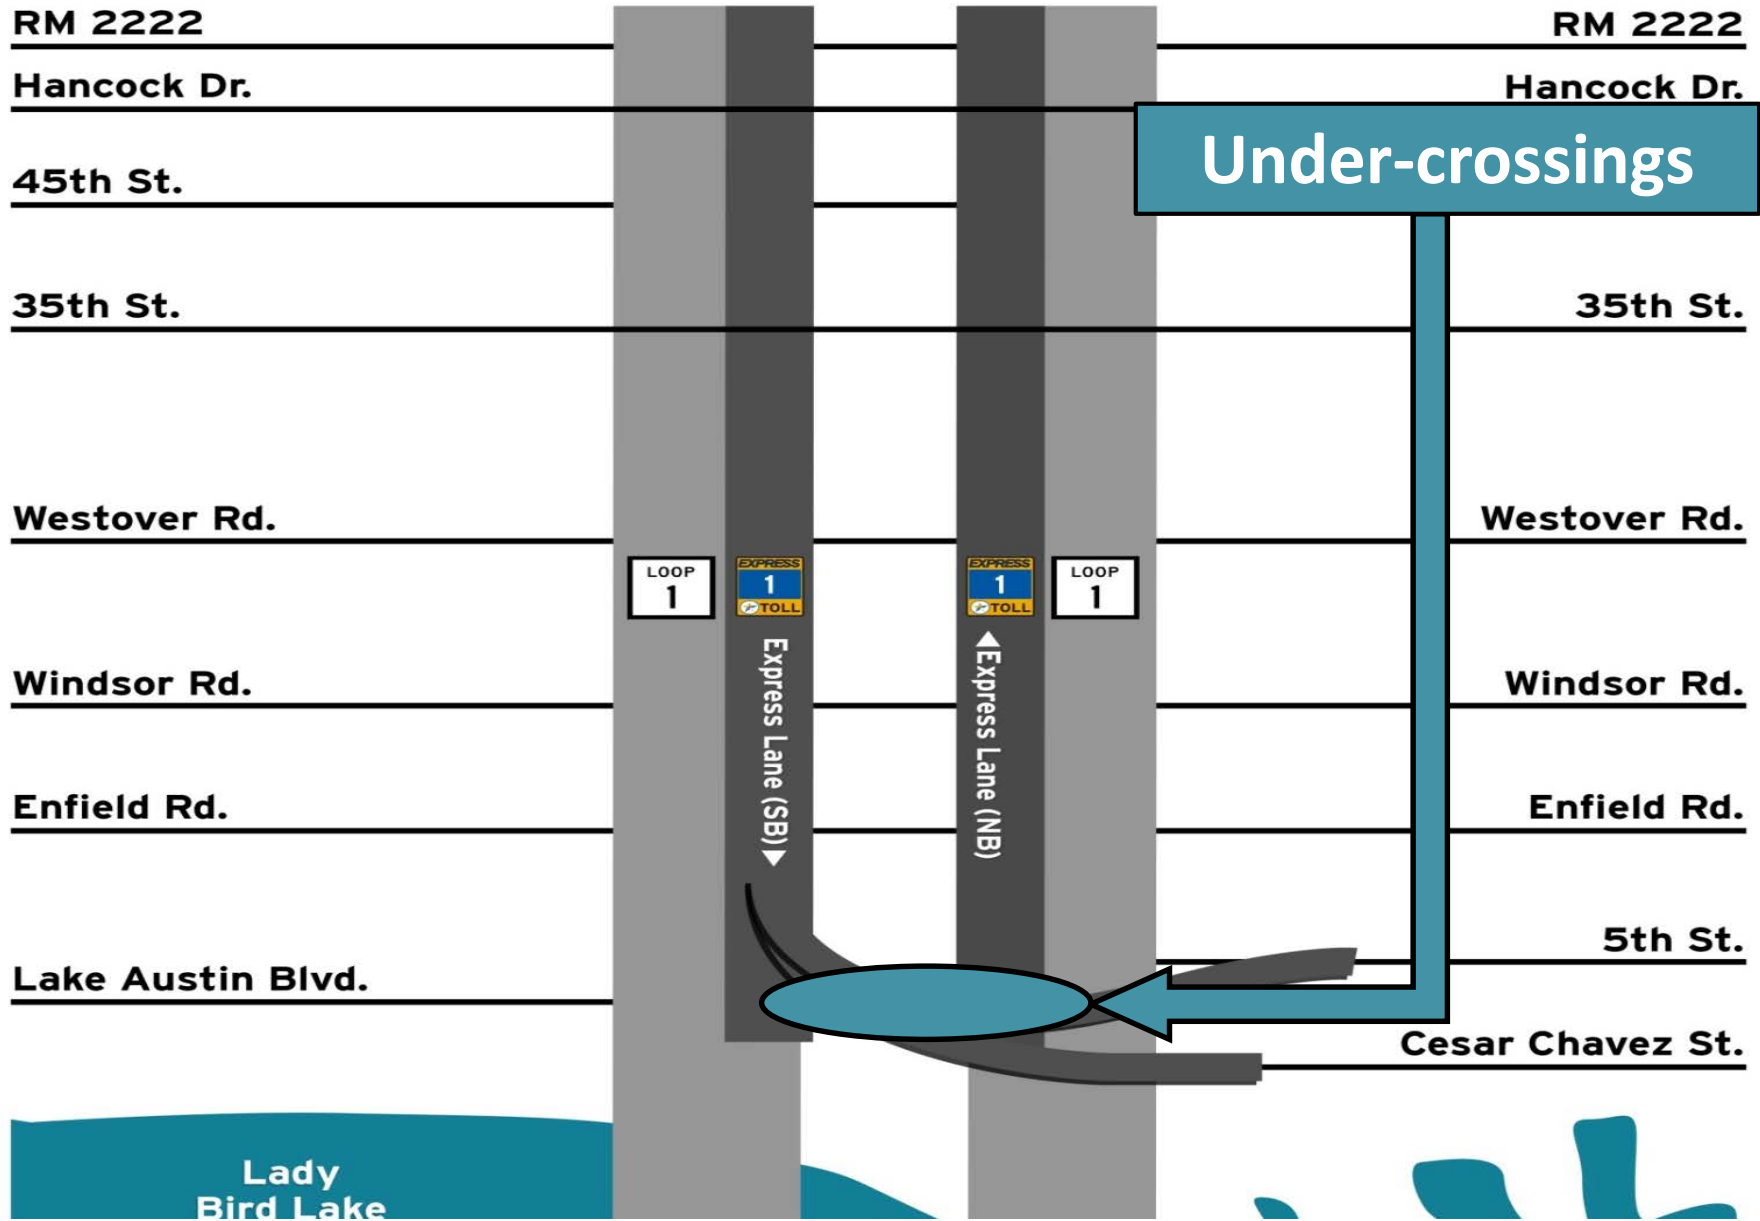 RM 2222
RM 2222
Hancock Dr.
Hancock Dr.
Under-crossings
45th St.
35th St.
35th St.
Westover Rd.
Westover Rd.
LOOP
1
EXPRESS
1
TOLL
EXPRESS
1
TOLL
LOOP
1
Express Lane (SB)
Express Lane (NB)
Windsor Rd.
Windsor Rd.
Enfield Rd.
Enfield Rd.
5th St.
Lake Austin Blvd.
Cesar Chavez St.
Lady
Bird Lake